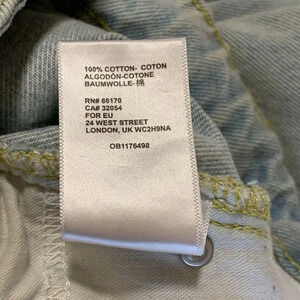 100% COTTON- COTON
ALGODÓN-COTONE
BAUMWOLLE-棉
RN# 66170
CA# 32054
FOR EU
24 WEST STREET
LONDON, UK WC2H9NA
OB1176498